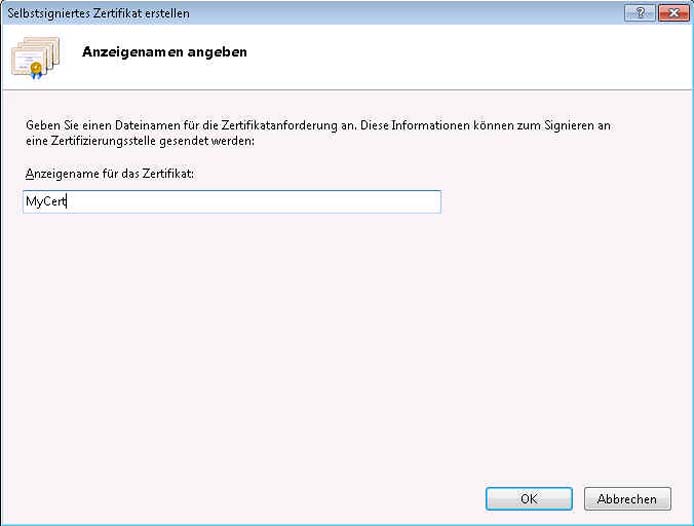 Selbstsigniertes Zertifikat erstellen
Anzeigenamen angeben
Geben Sie einen Dateinamen für die Zertifikatanforderung an. Diese Informationen können zum Signieren an
eine Zertifizierungsstelle gesendet werden:
Anzeigename für das Zertifikat:
MyCert
OK
Abbrechen